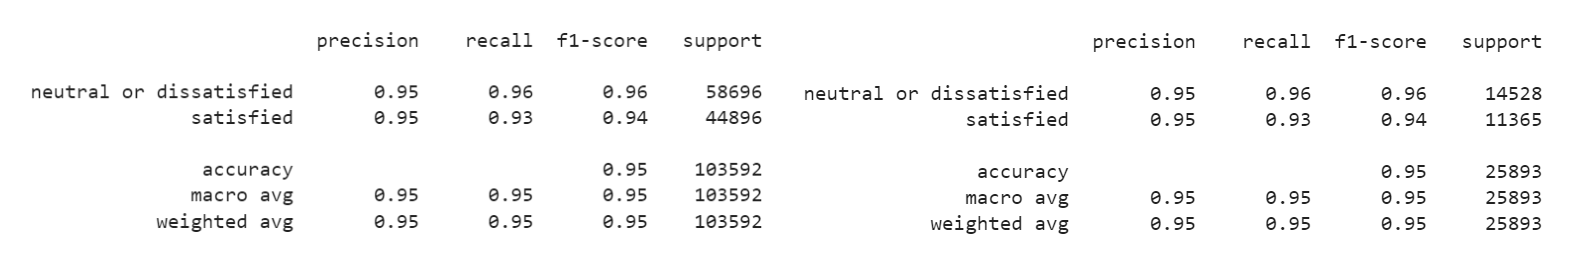 precision recall f1-score support
neutral or dissatisfied 0.95 0.96 0.96 58696
satisfied 0.95 0.93 0.94 44896
accuracy 0.95 103592
macro avg 0.95 0.95 0.95 103592
weighted avg 0.95 0.95 0.95 103592
precision recall f1-score support
neutral or dissatisfied 0.95 0.96 0.96 14528
satisfied 0.95 0.93 0.94 11365
accuracy 0.95 25893
macro avg 0.95 0.95 0.95 25893
weighted avg 0.95 0.95 0.95 25893